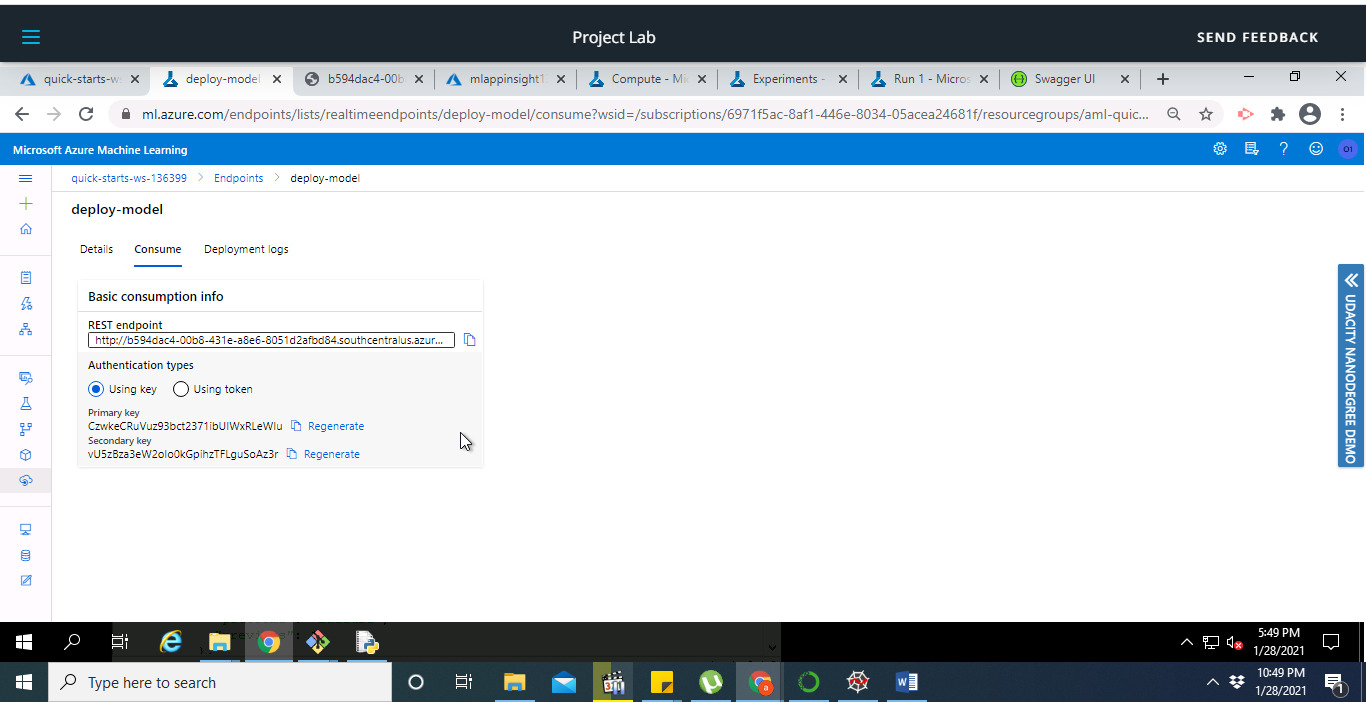 Project Lab
SEND FEEDBACK
quick-starts-ws
deploy-model
b594dac4-00b
mlappinsight1
Compute - Mi
Experiments -
Run 1 - Micros
Swagger UI
ml.azure.com/endpoints/lists/realtimeendpoints/deploy-model/consume?wsid=/subscriptions/6971f5ac-8af1-446e-8034-05acea24681f/resourcegroups/aml-quic...
Microsoft Azure Machine Learning
O1
quick-starts-ws-136399 > Endpoints > deploy-model
deploy-model
Details Consume Deployment logs
Basic consumption info
REST endpoint
http://b594dac4-00b8-431e-a8e6-8051d2afbd84.southcentralus.azur...
Authentication types
Using key Using token
Primary key
CzwkeCRuVuz93bct2371ibUIWxRLeWIu Regenerate
Secondary key
vU5zBza3eW2oIo0kGpihzTFLguSoAz3r Regenerate
UDACITY NANODEGREE DEMO
5:49 PM
1/28/2021
Type here to search
10:49 PM
1/28/2021
1